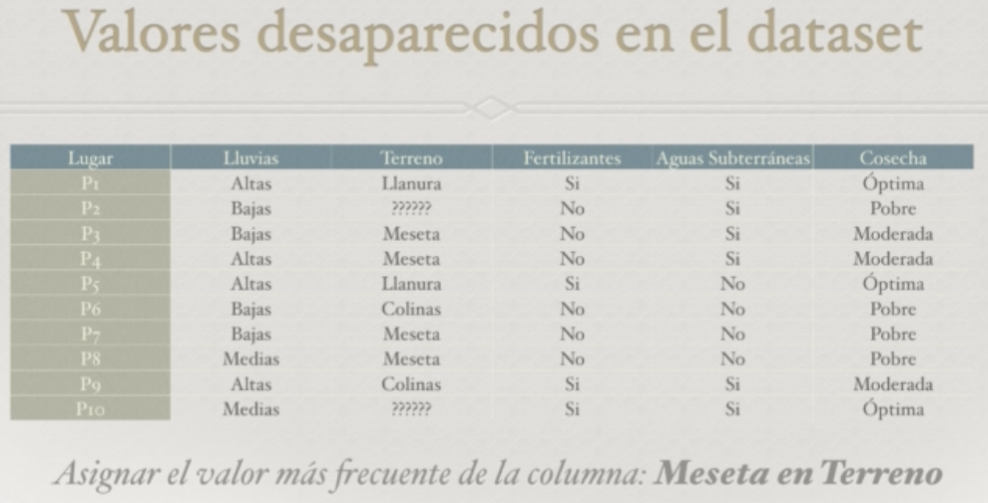 Valores desaparecidos en el dataset
Lugar Lluvias Terreno Fertilizantes Aguas Subterráneas Cosecha
P1 Altas Llanura Si Si Óptima
P2 Bajas ?????? No Si Pobre
P3 Bajas Meseta No Si Moderada
P4 Altas Meseta No Si Moderada
P5 Altas Llanura Si No Óptima
P6 Bajas Colinas No No Pobre
P7 Bajas Meseta No No Pobre
P8 Medias Meseta No No Pobre
P9 Altas Colinas Si Si Moderada
P10 Medias ?????? Si Si Óptima
Asignar el valor más frecuente de la columna: Meseta en Terreno